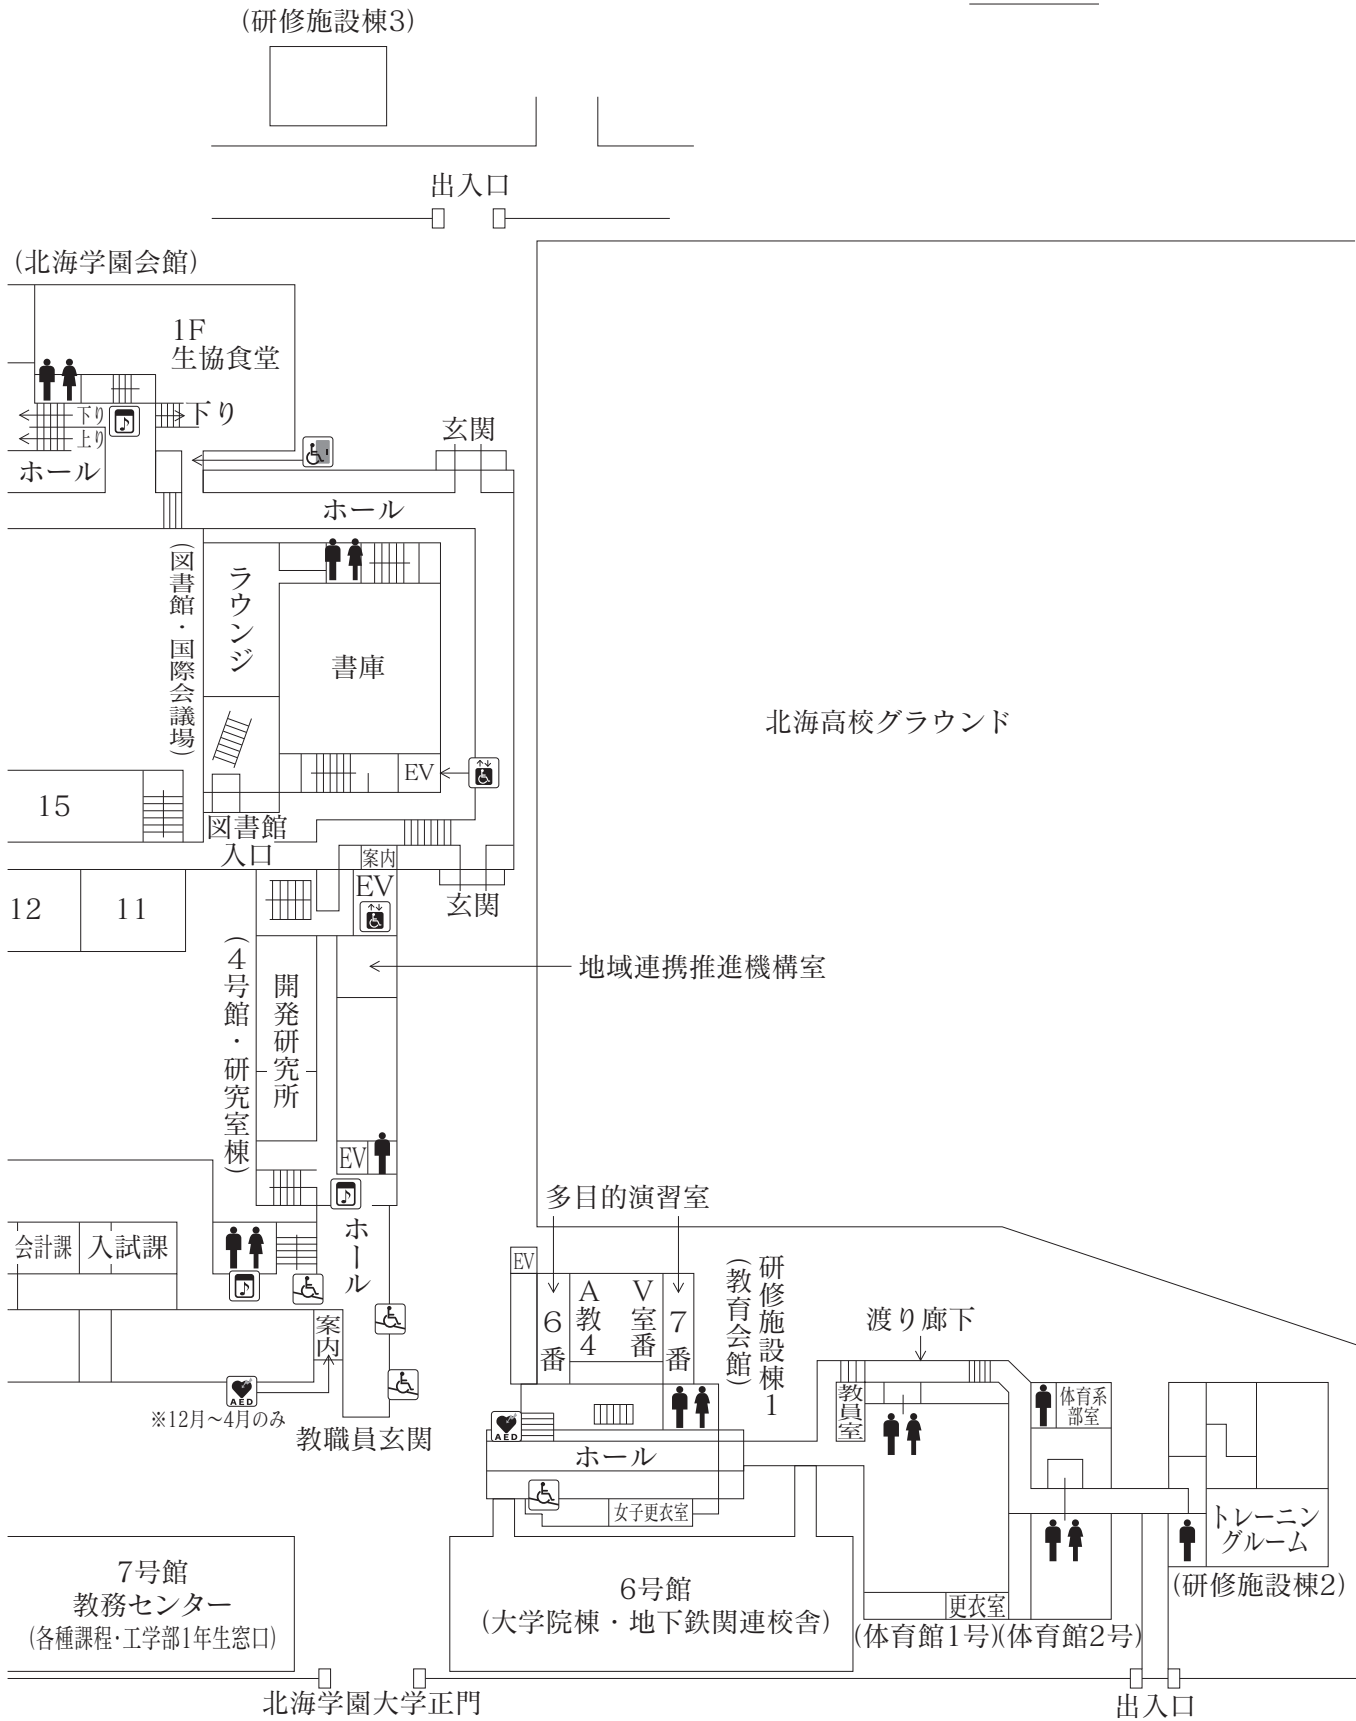 (研修施設棟3)
出入口
(北海学園会館)
1F
生協食堂
下り
下り
上り
玄関
ホール
ホール
(図書館・国際会議場)
ラウンジ
書庫
北海高校グラウンド
EV
15
図書館
入口
案内
EV
玄関
12
11
地域連携推進機構室
(4号館・研究室棟)
開発研究所
EV
多目的演習室
ホール
会計課
入試課
EV
6番
AV教室4番
7番
研修施設棟1
(教育会館)
渡り廊下
案内
教員室
体育系
部室
AED
※12月〜4月のみ
教職員玄関
AED
ホール
女子更衣室
トレーニン
グルーム
7号館
教務センター
(各種課程・工学部1年生窓口)
6号館
(大学院棟・地下鉄関連校舎)
更衣室
(研修施設棟2)
(体育館1号)
(体育館2号)
北海学園大学正門
出入口